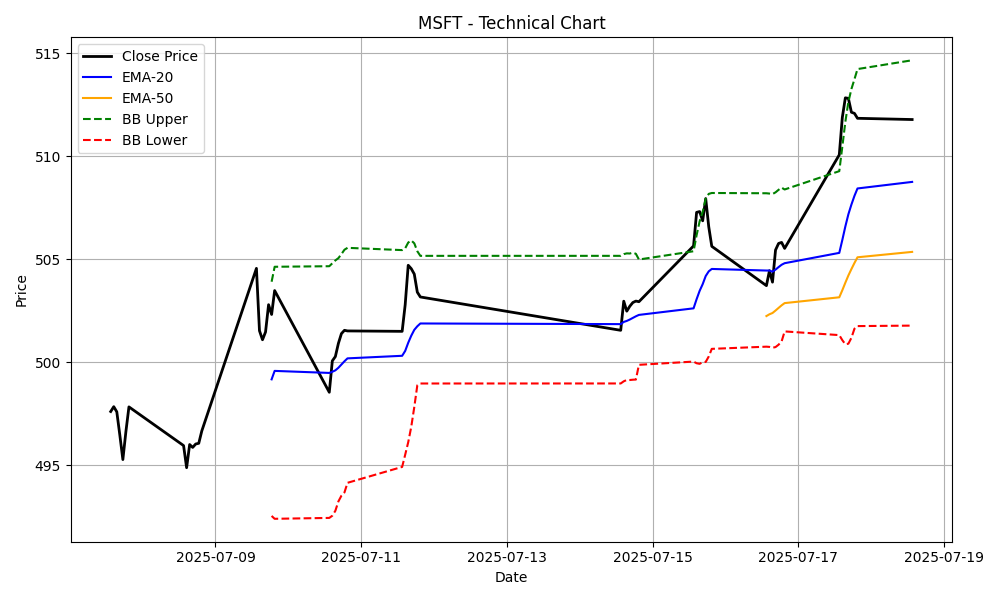 MSFT - Technical Chart
Close Price
EMA-20
EMA-50
BB Upper
BB Lower
Price
515
510
505
500
495
2025-07-09 2025-07-11 2025-07-13 2025-07-15 2025-07-17 2025-07-19
Date